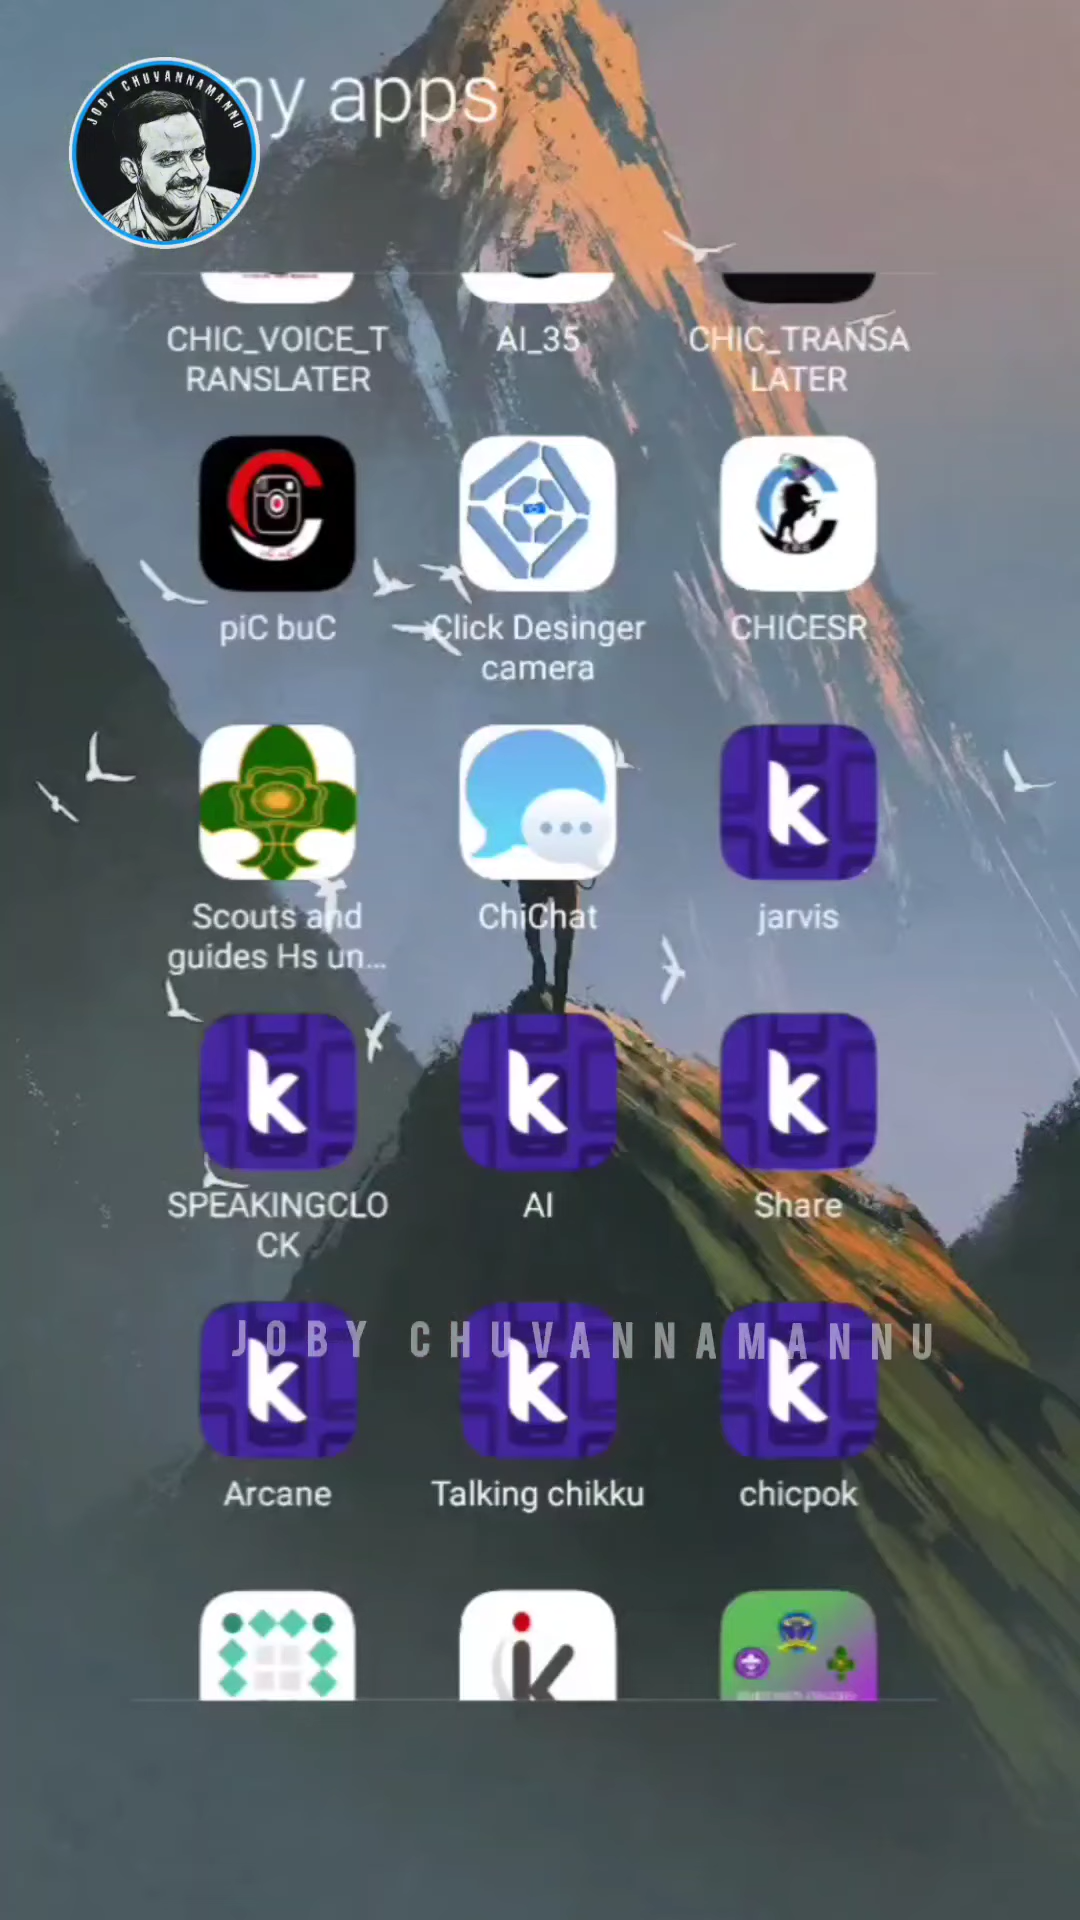 JOBY CHUVANNAMANNU
my apps
CHIC_VOICE_T
RANSLATER
AI_35
CHIC_TRANSA
LATER
piC buC
Click Desinger
camera
CHICESR
Scouts and
guides Hs un...
ChiChat
k
jarvis
k
k
k
SPEAKINGCLO
CK
AI
Share
JOBY CHUVANNAMANNU
k
k
k
Arcane
Talking chikku
chicpok
ik